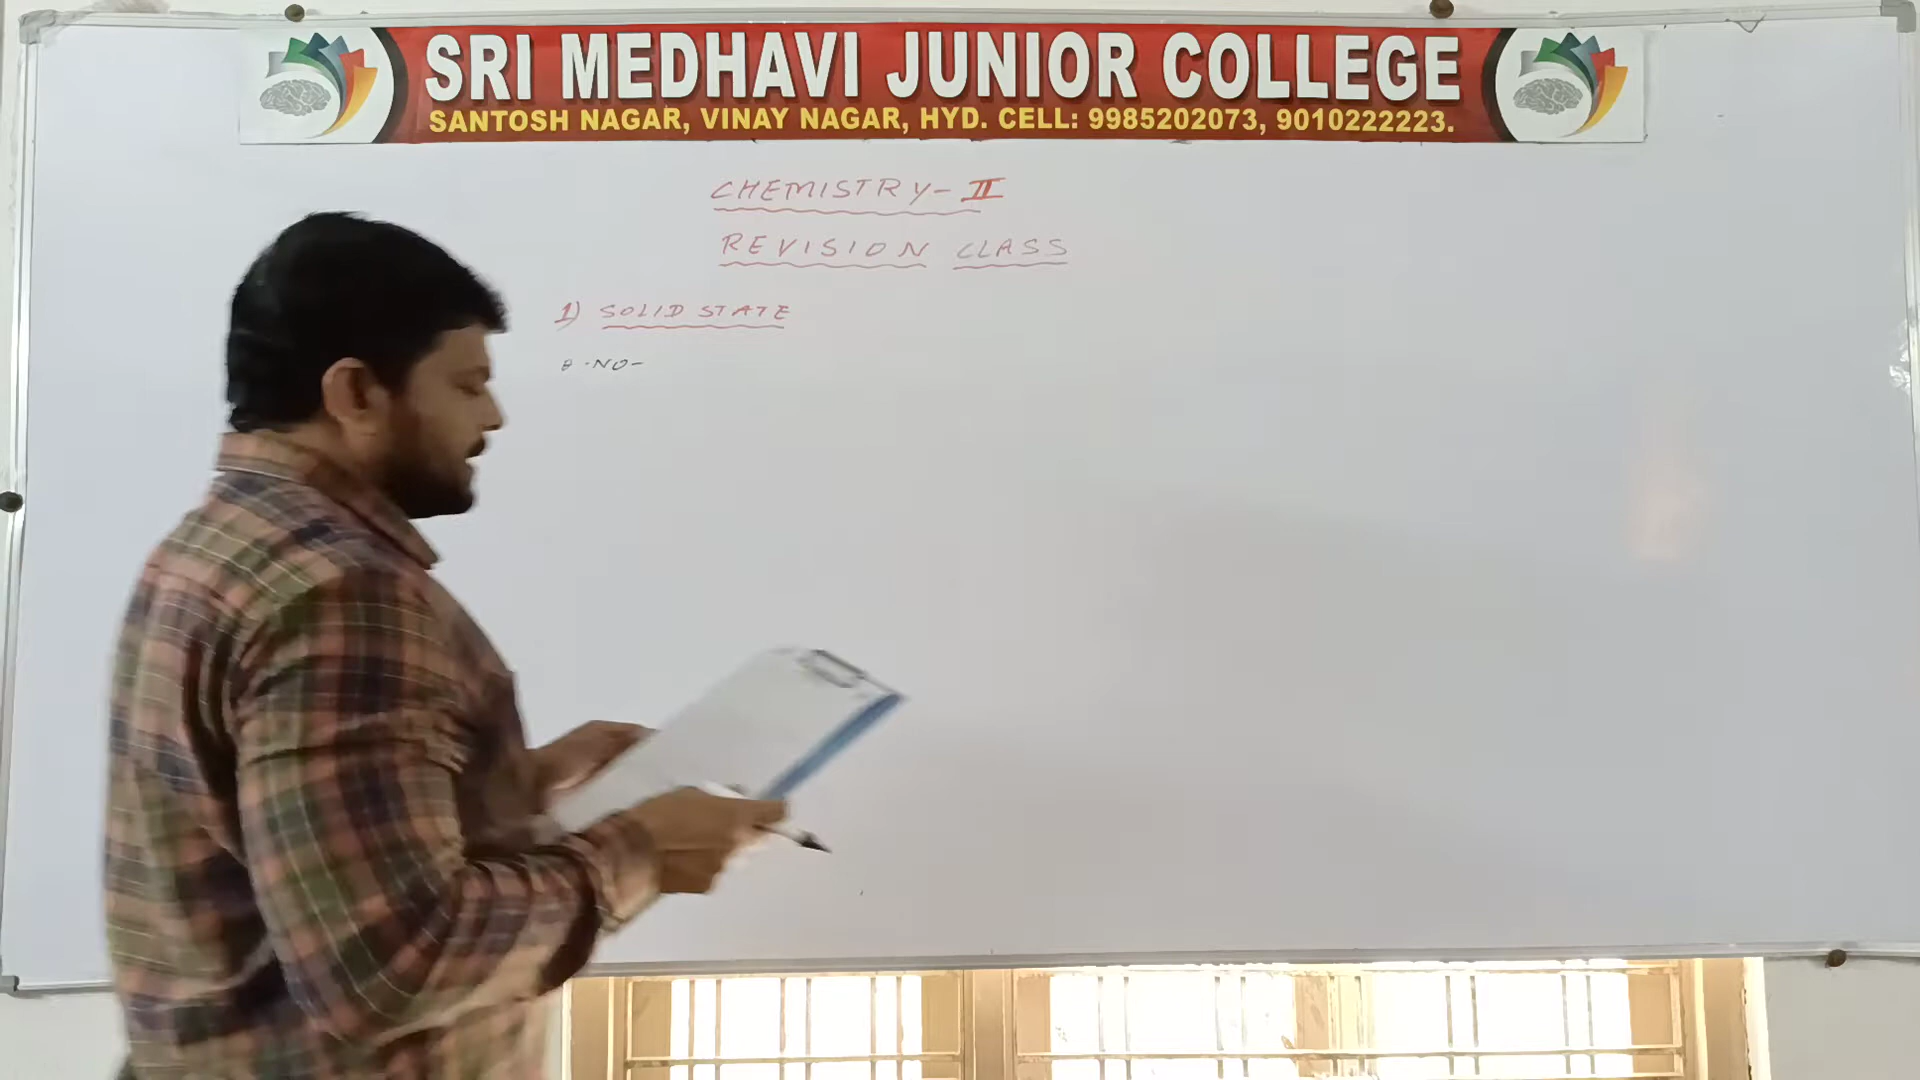 SRI MEDHAVI JUNIOR COLLEGE
SANTOSH NAGAR, VINAY NAGAR, HYD. CELL: 9985202073, 9010222223.
CHEMISTRY-II
REVISION CLASS
1) SOLID STATE
-NO-